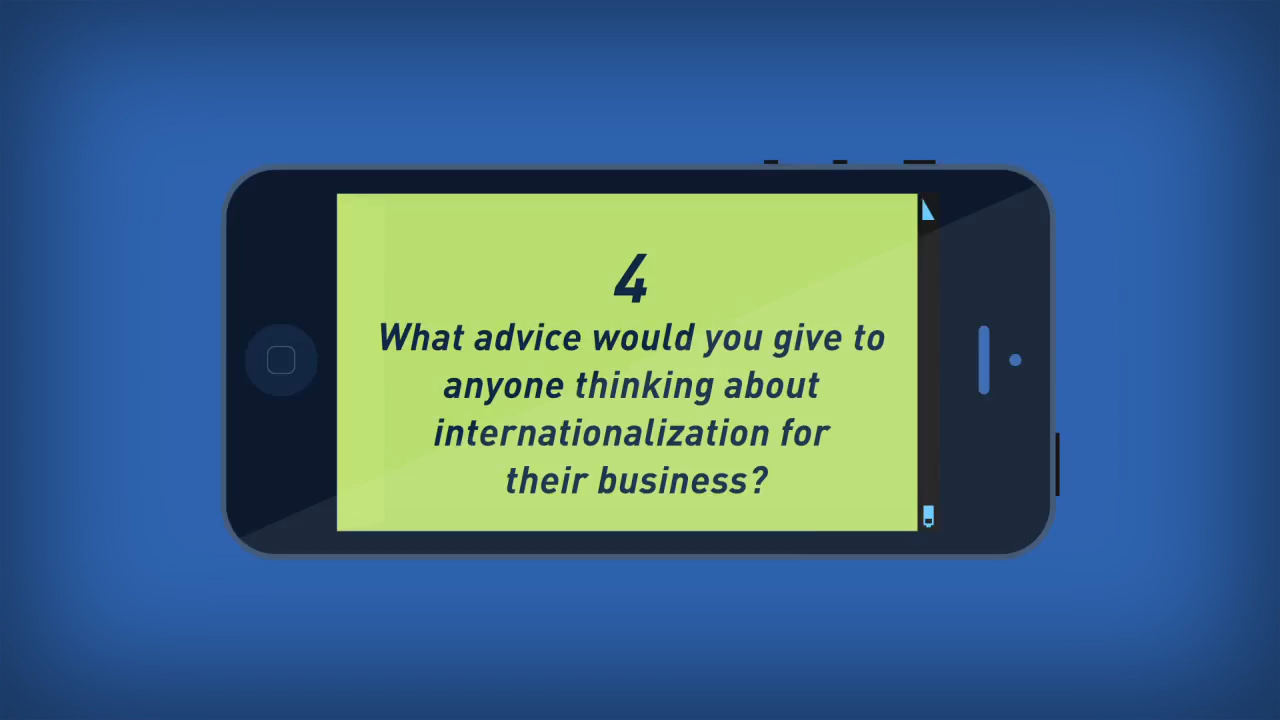 4
What advice would you give to
anyone thinking about
internationalization for
their business?